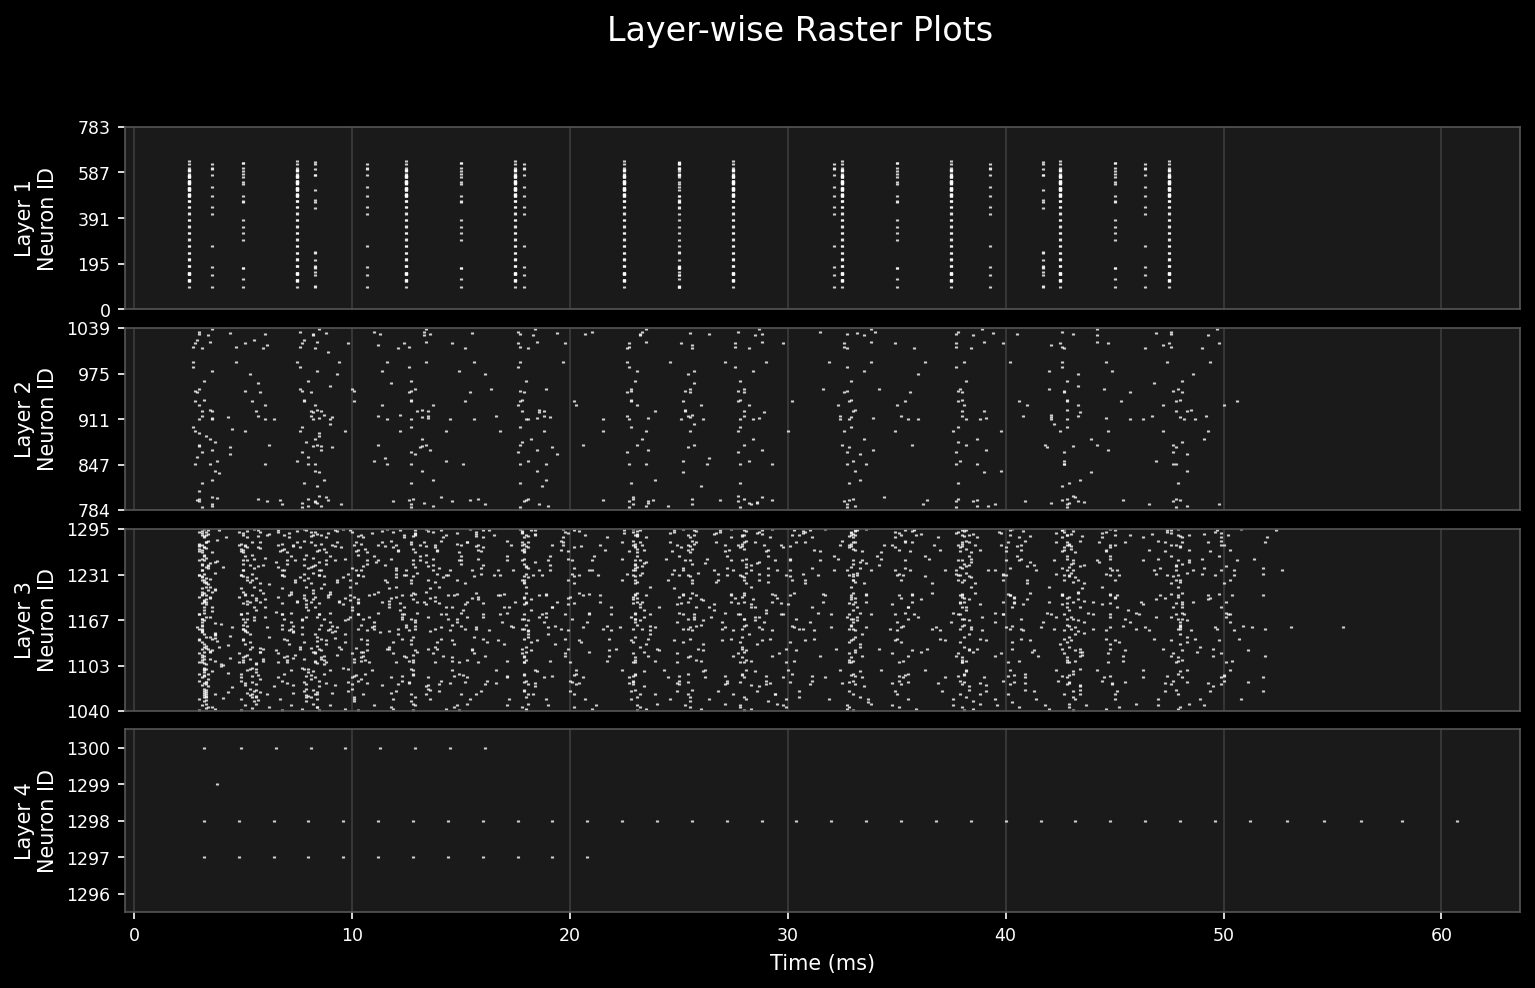 Layer-wise Raster Plots
Layer 1
Neuron ID
783
587
391
195
0
Layer 2
Neuron ID
1039
975
911
847
784
Layer 3
Neuron ID
1295
1231
1167
1103
1040
Layer 4
Neuron ID
1300
1299
1298
1297
1296
0 10 20 30 40 50 60
Time (ms)